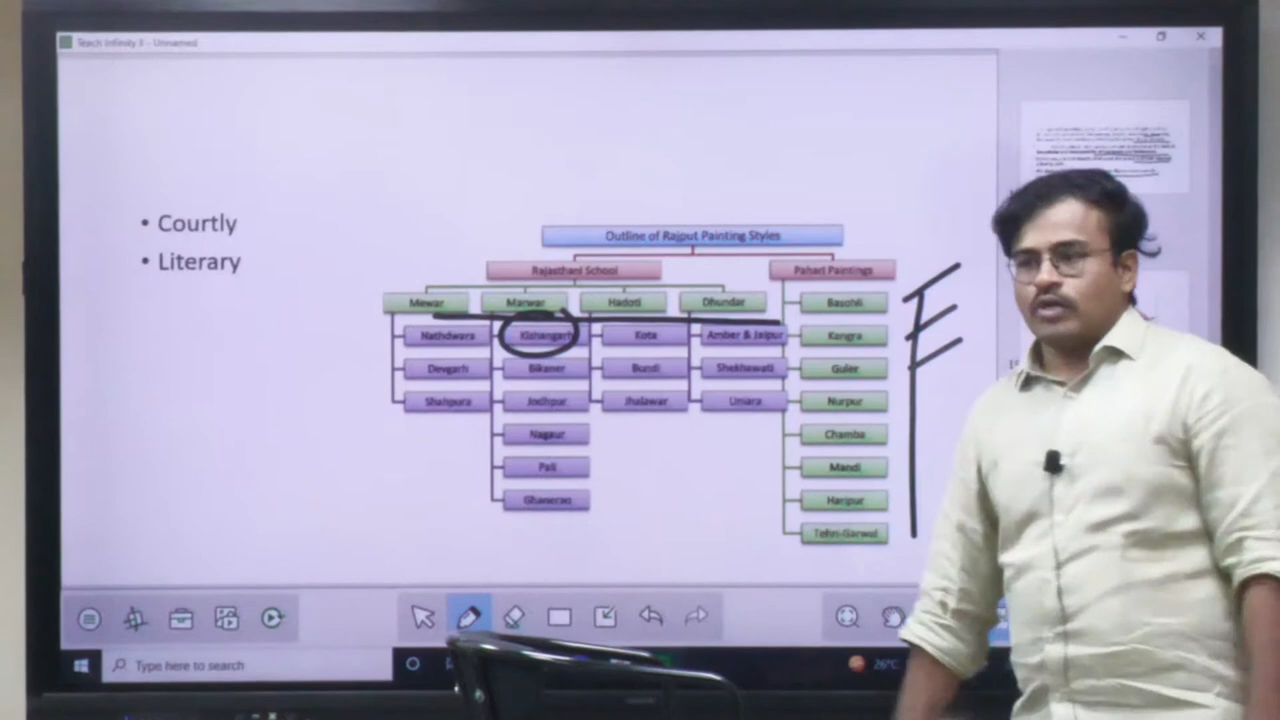 Teach Infinity - Unnamed
• Courtly
• Literary
Outline of Rajput Painting Styles
Rajasthani School
Pahari Paintings
Mewar
Marwar
Hadoti
Dhundar
Basohli
Nathdwara
Kishangarh
Kota
Amber & Jaipur
Kangra
Devgarh
Bikaner
Bundi
Shekhawati
Guler
Shahpura
Jodhpur
Jhalawar
Uniara
Nurpur
Nagaur
Chamba
Pali
Mandi
Ghanerao
Haripur
Tehri-Garwal
Type here to search
26°C